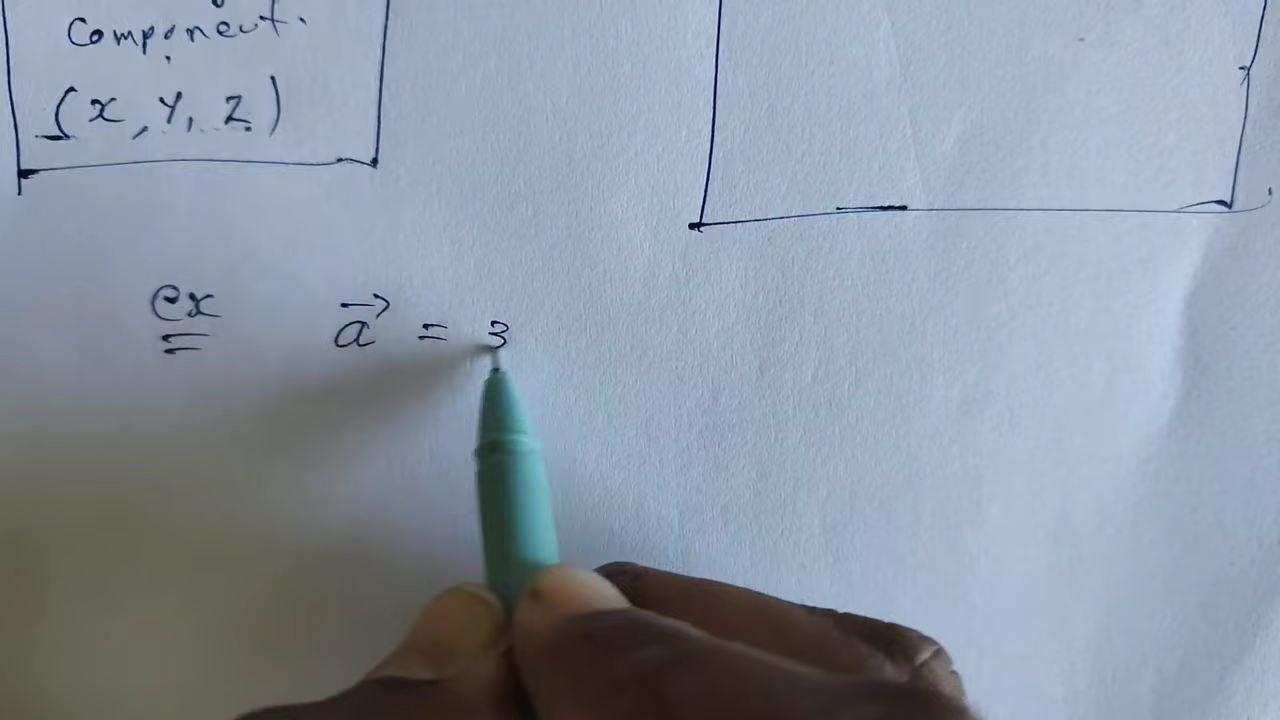 Component.
(x, y, z)
ex a⃗ = 3